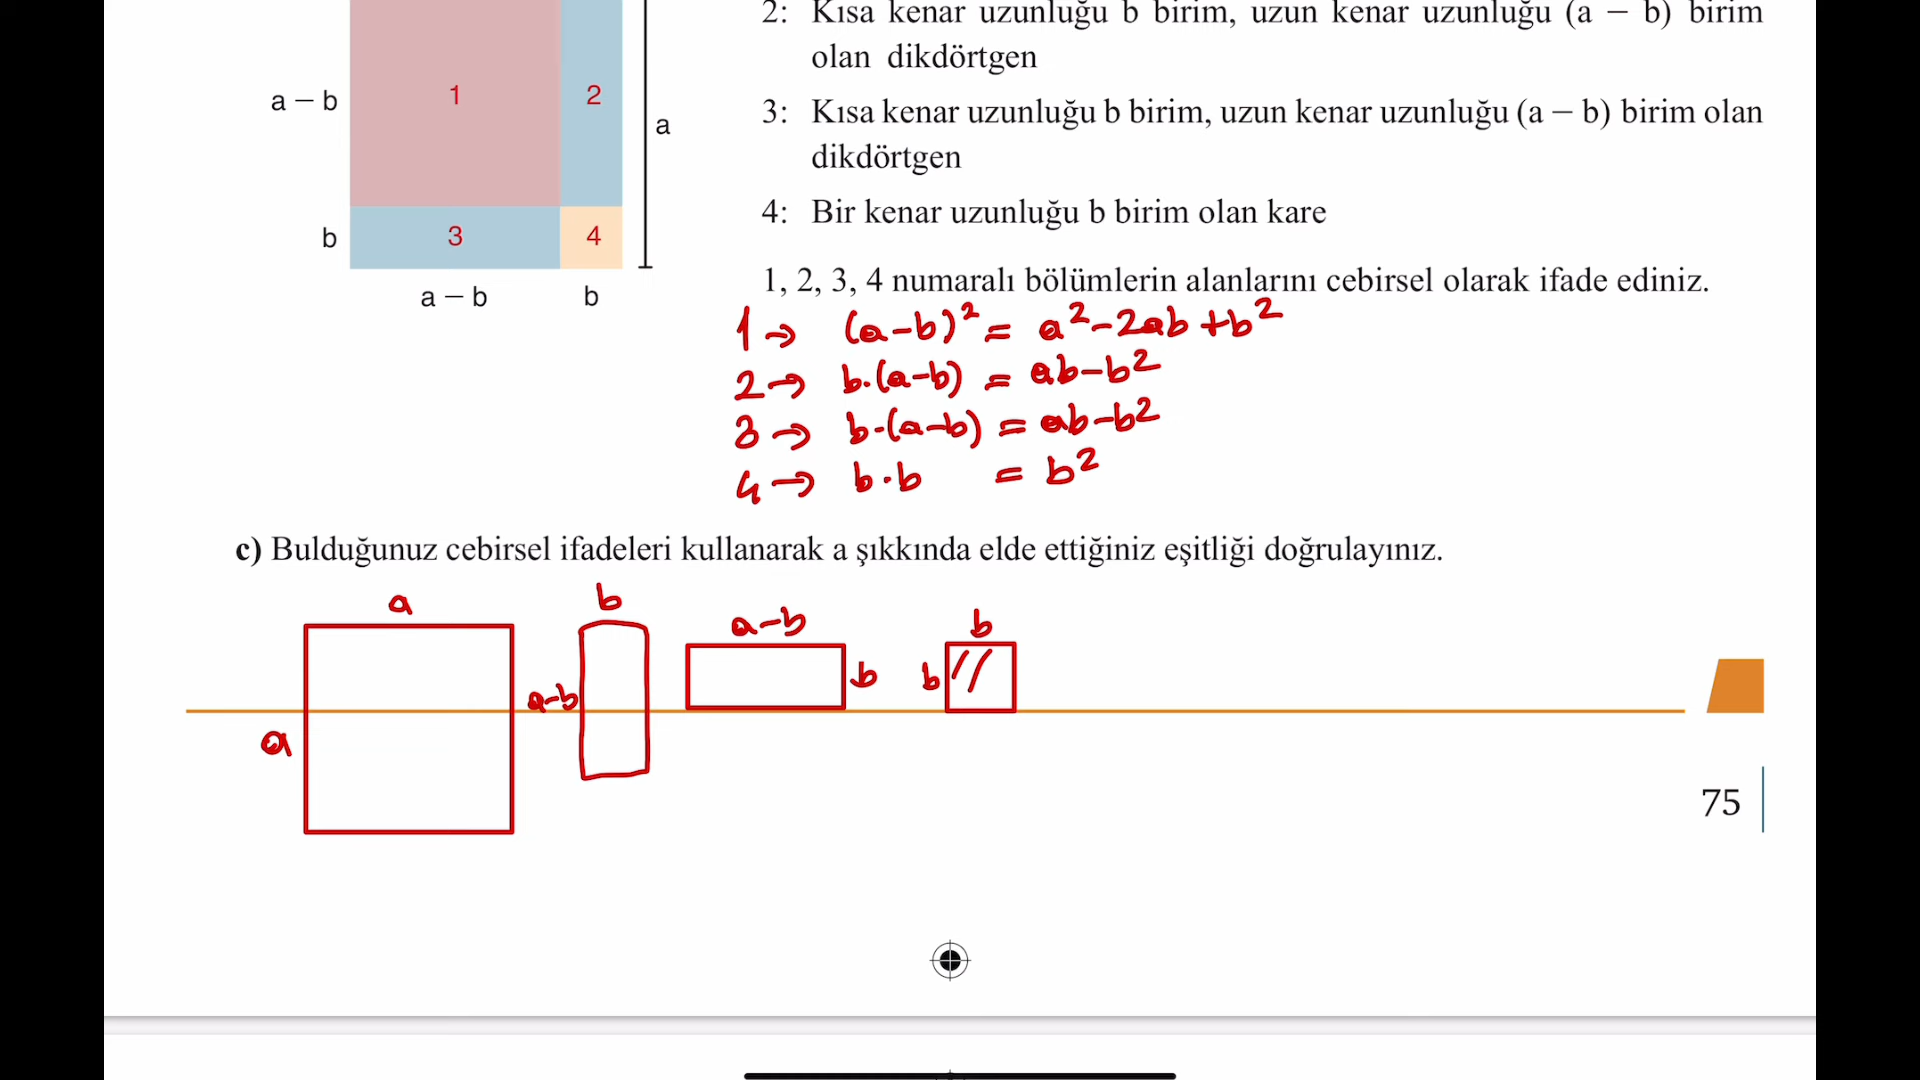 2: Kısa kenar uzunluğu b birim, uzun kenar uzunluğu (a – b) birim
olan dikdörtgen
a – b
1
2
a
3: Kısa kenar uzunluğu b birim, uzun kenar uzunluğu (a – b) birim olan
dikdörtgen
b
3
4
4: Bir kenar uzunluğu b birim olan kare
a – b
b
1, 2, 3, 4 numaralı bölümlerin alanlarını cebirsel olarak ifade ediniz.
1 → (a-b)² = a²-2ab+b²
2 → b·(a-b) = ab-b²
3 → b·(a-b) = ab-b²
4 → b·b = b²
c) Bulduğunuz cebirsel ifadeleri kullanarak a şıkkında elde ettiğiniz eşitliği doğrulayınız.
a
b
a-b
b
a
a-b
b
b
75